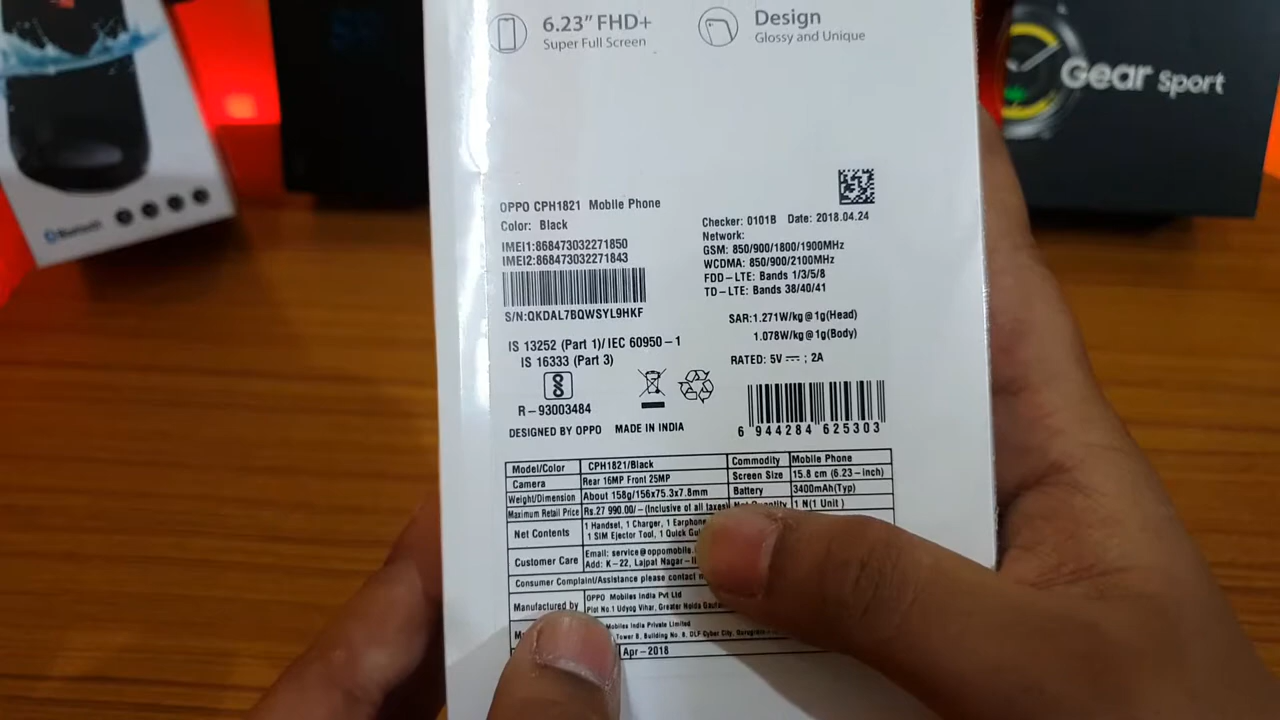 6.23” FHD+
Super Full Screen
Design
Glossy and Unique
Gear sport
Bluetooth
OPPO CPH1821 Mobile Phone
Color: Black
IMEI1:868473032271850
IMEI2:868473032271843
S/N:QKDAL7BQWSYL9HKF
Checker: 0101B Date: 2018.04.24
Network:
GSM: 850/900/1800/1900MHz
WCDMA: 850/900/2100MHz
FDD-LTE: Bands 1/3/5/8
TD-LTE: Bands 38/40/41
SAR:1.271W/kg@1g(Head)
1.078W/kg@1g(Body)
RATED: 5V ⎓ ; 2A
IS 13252 (Part 1)/ IEC 60950-1
IS 16333 (Part 3)
R-93003484
DESIGNED BY OPPO MADE IN INDIA
6 944284 625303
Model/Color CPH1821/Black Commodity Mobile Phone
Camera Rear 16MP Front 25MP Screen Size 15.8 cm (6.23-Inch)
Weight/Dimension About 158g/156x75.3x7.8mm Battery 3400mAh(Typ)
Maximum Retail Price Rs.27 990.00/-(Inclusive of all taxes) Net Quantity 1 N(1 Unit )
Net Contents 1 Handset, 1 Charger, 1 Earphone
1 SIM Ejector Tool, 1 Quick
Customer Care Email: service@oppomobile.
Add: K-22, Lajpat Nagar-II
Consumer Complaint/Assistance please contact
Manufactured by OPPO Mobiles India Pvt Ltd
Plot No.1 Udyog Vihar, Greater Noida
Mobiles India Private Limited
Tower B, Building No. 8, DLF Cyber City,
Apr-2018